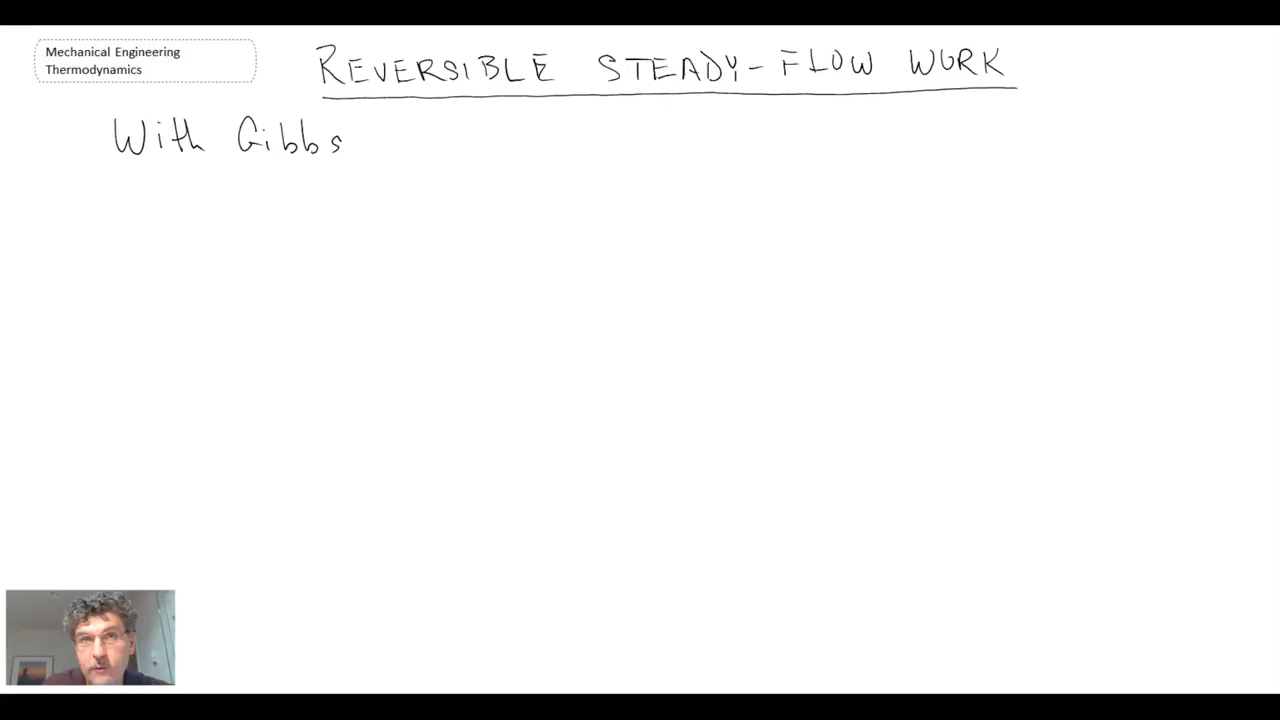 Mechanical Engineering
Thermodynamics
REVERSIBLE STEADY-FLOW WORK
With Gibbs